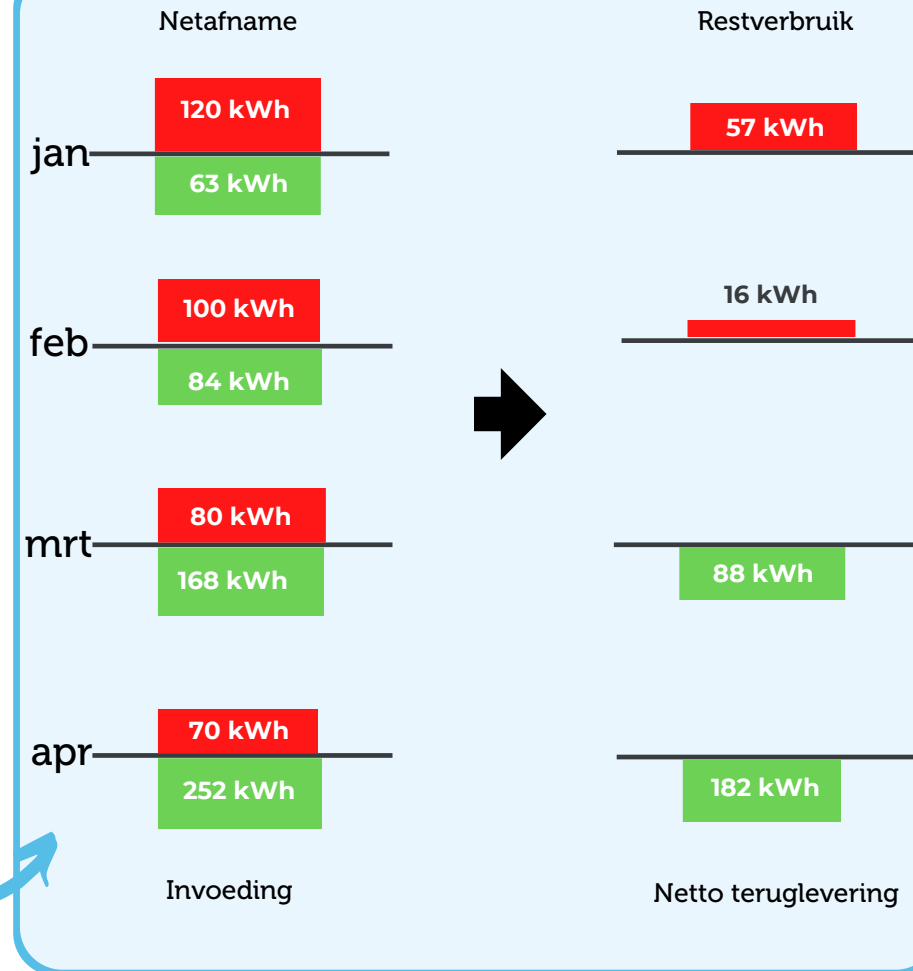 Netafname
Restverbruik
jan
120 kWh
63 kWh
57 kWh
feb
100 kWh
84 kWh
16 kWh
mrt
80 kWh
168 kWh
88 kWh
apr
70 kWh
252 kWh
182 kWh
Invoeding
Netto teruglevering